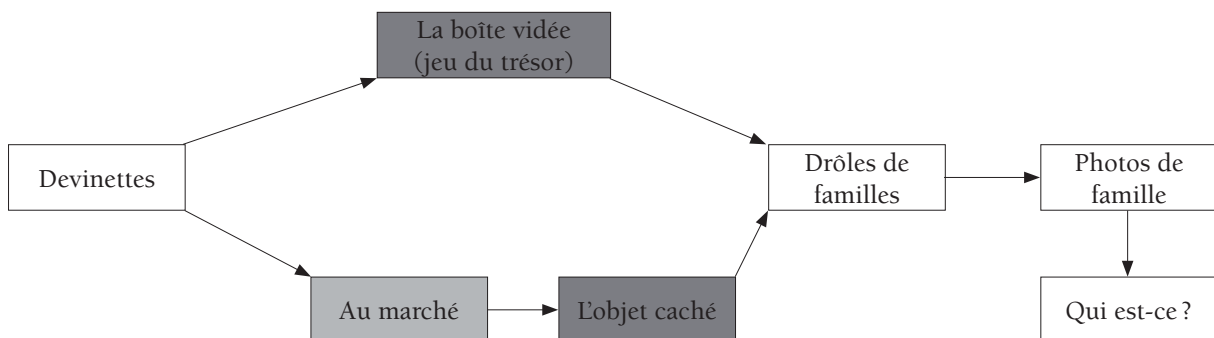 La boîte vidée
(jeu du trésor)
Devinettes
Drôles de
familles
Photos de
famille
Au marché
L'objet caché
Qui est-ce ?